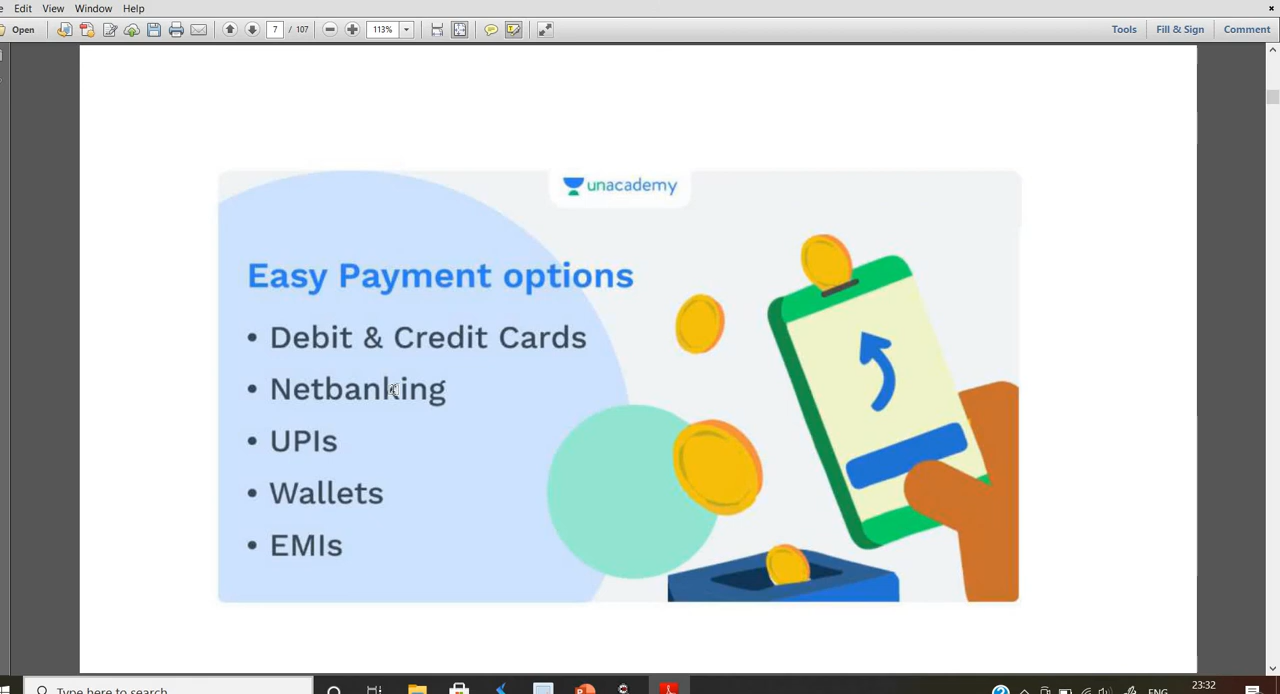 Edit View Window Help
Open 7 / 107 113% Tools Fill & Sign Comment
unacademy
Easy Payment options
• Debit & Credit Cards
• Netbanking
• UPIs
• Wallets
• EMIs
Type here to search
ENG 23:32